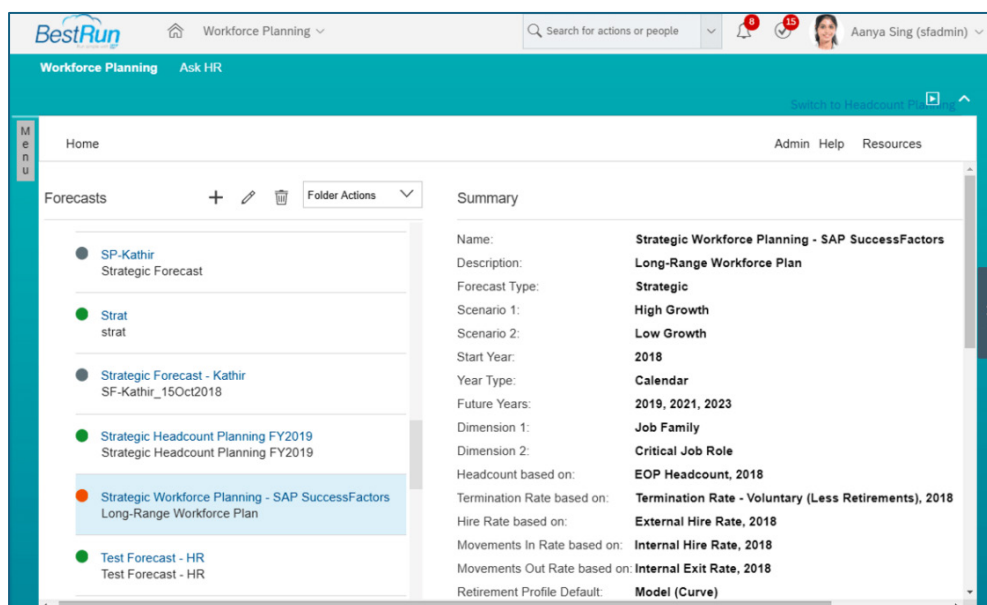 BestRun
Workforce Planning
Search for actions or people
8
15
Aanya Sing (sfadmin)
Workforce Planning Ask HR
Switch to Headcount Planning
Menu
Home
Admin Help Resources
Forecasts
Folder Actions
SP-Kathir
Strategic Forecast
Strat
strat
Strategic Forecast - Kathir
SF-Kathir_15Oct2018
Strategic Headcount Planning FY2019
Strategic Headcount Planning FY2019
Strategic Workforce Planning - SAP SuccessFactors
Long-Range Workforce Plan
Test Forecast - HR
Test Forecast - HR
Summary
Name: Strategic Workforce Planning - SAP SuccessFactors
Description: Long-Range Workforce Plan
Forecast Type: Strategic
Scenario 1: High Growth
Scenario 2: Low Growth
Start Year: 2018
Year Type: Calendar
Future Years: 2019, 2021, 2023
Dimension 1: Job Family
Dimension 2: Critical Job Role
Headcount based on: EOP Headcount, 2018
Termination Rate based on: Termination Rate - Voluntary (Less Retirements), 2018
Hire Rate based on: External Hire Rate, 2018
Movements In Rate based on: Internal Hire Rate, 2018
Movements Out Rate based on: Internal Exit Rate, 2018
Retirement Profile Default: Model (Curve)